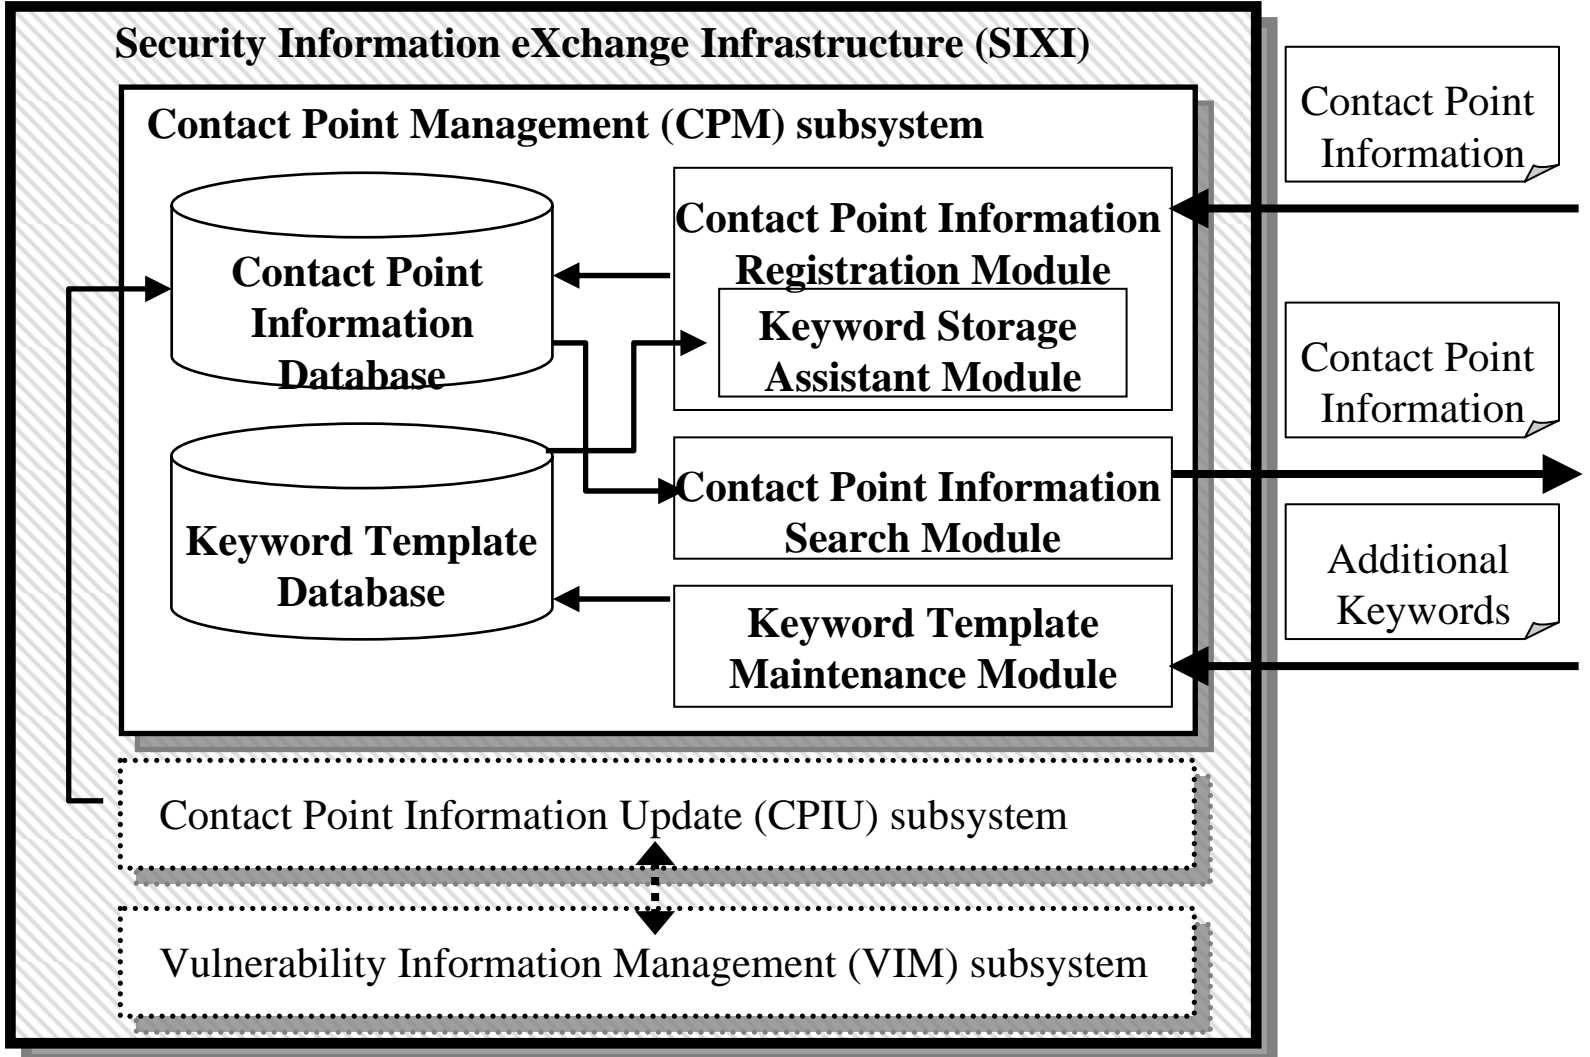 Security Information eXchange Infrastructure (SIXI)
Contact Point Management (CPM) subsystem
Contact Point
Information
Database
Keyword Template
Database
Contact Point Information
Registration Module
Keyword Storage
Assistant Module
Contact Point Information
Search Module
Keyword Template
Maintenance Module
Contact Point Information Update (CPIU) subsystem
Vulnerability Information Management (VIM) subsystem
Contact Point
Information
Contact Point
Information
Additional
Keywords